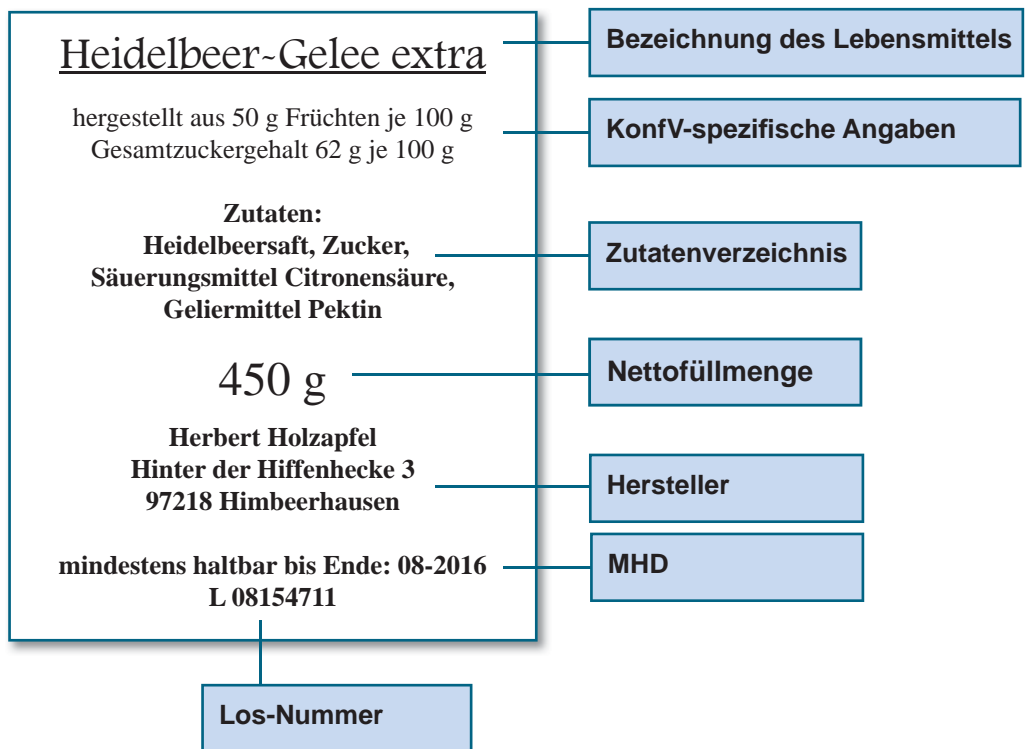 Heidelbeer-Gelee extra
Bezeichnung des Lebensmittels
hergestellt aus 50 g Früchten je 100 g
Gesamtzuckergehalt 62 g je 100 g
KonfV-spezifische Angaben
Zutaten:
Heidelbeersaft, Zucker,
Säuerungsmittel Citronensäure,
Geliermittel Pektin
Zutatenverzeichnis
450 g
Nettofüllmenge
Herbert Holzapfel
Hinter der Hiffenhecke 3
97218 Himbeerhausen
Hersteller
mindestens haltbar bis Ende: 08-2016
MHD
L 08154711
Los-Nummer